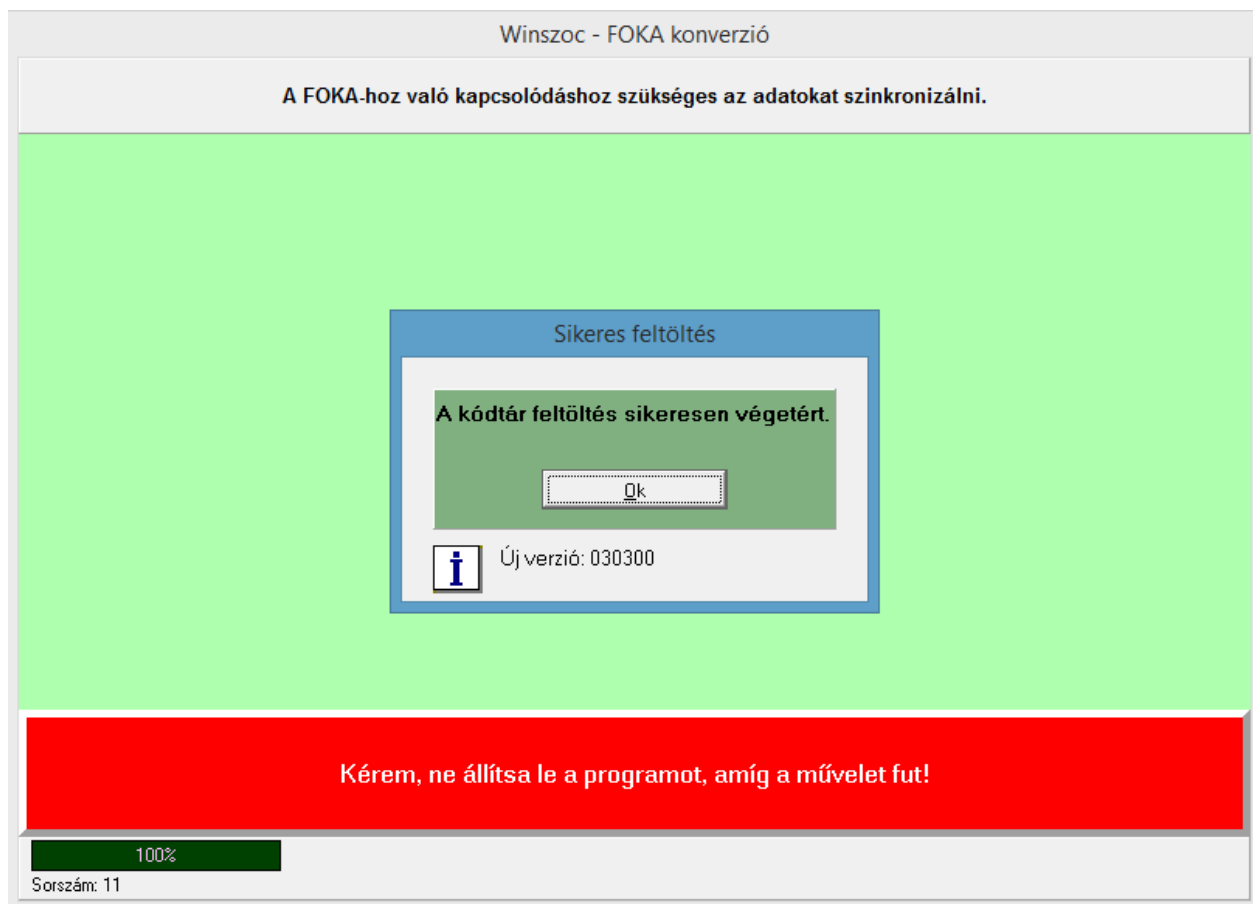 Winszoc - FOKA konverzió
A FOKA-hoz való kapcsolódáshoz szükséges az adatokat szinkronizálni.
Sikeres feltöltés
A kódtár feltöltés sikeresen végetért.
Ok
i
Új verzió: 030300
Kérem, ne állítsa le a programot, amíg a művelet fut!
100%
Sorszám: 11